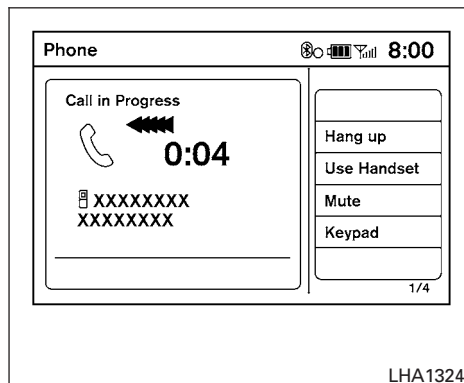 Phone 8:00
Call in Progress
0:04
XXXXXXXX
XXXXXXXX
Hang up
Use Handset
Mute
Keypad
1/4
LHA1324